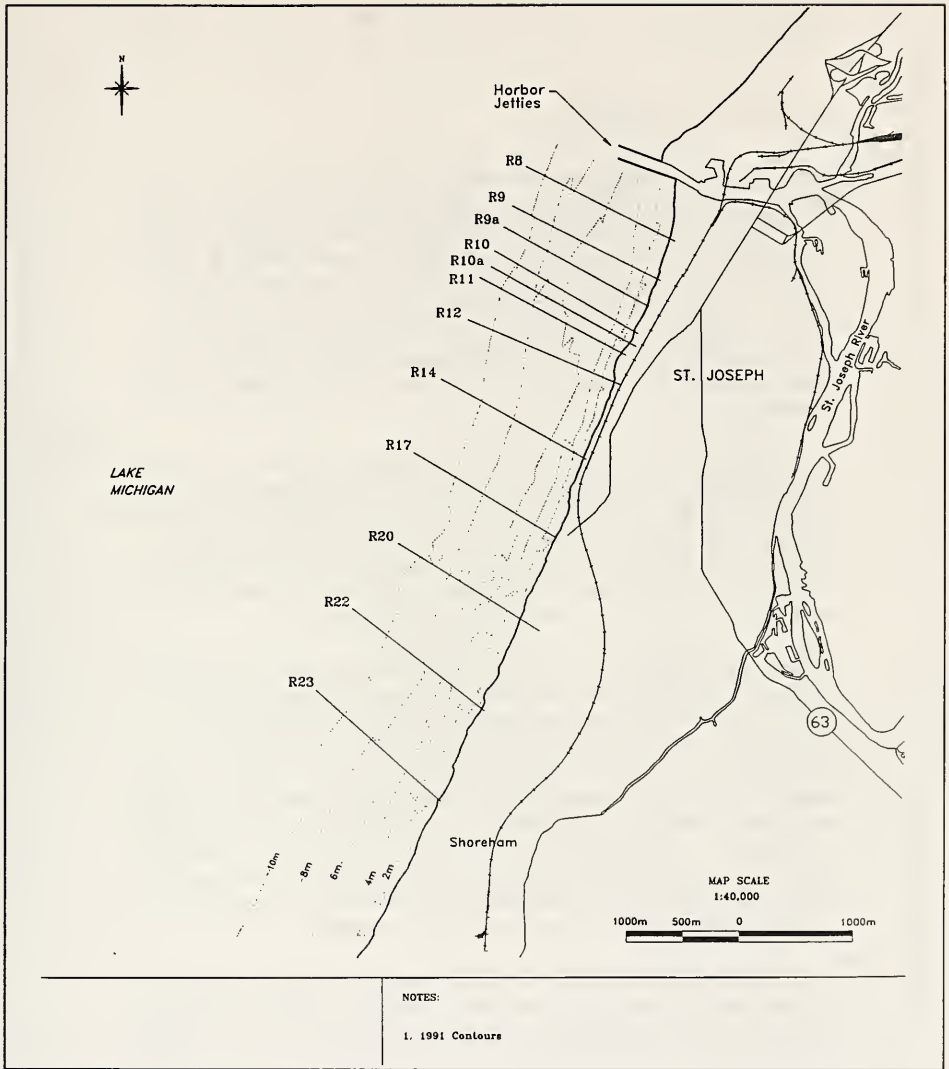 N
Horbor
Jetties
R8
R9
R9a
R10
R10a
R11
R12
R14
R17
R20
R22
R23
LAKE
MICHIGAN
ST. JOSEPH
St. Joseph River
63
Shoreham
10m
8m
6m
4m
2m
MAP SCALE
1:40,000
1000m 500m 0 1000m
NOTES:
1. 1991 Contours